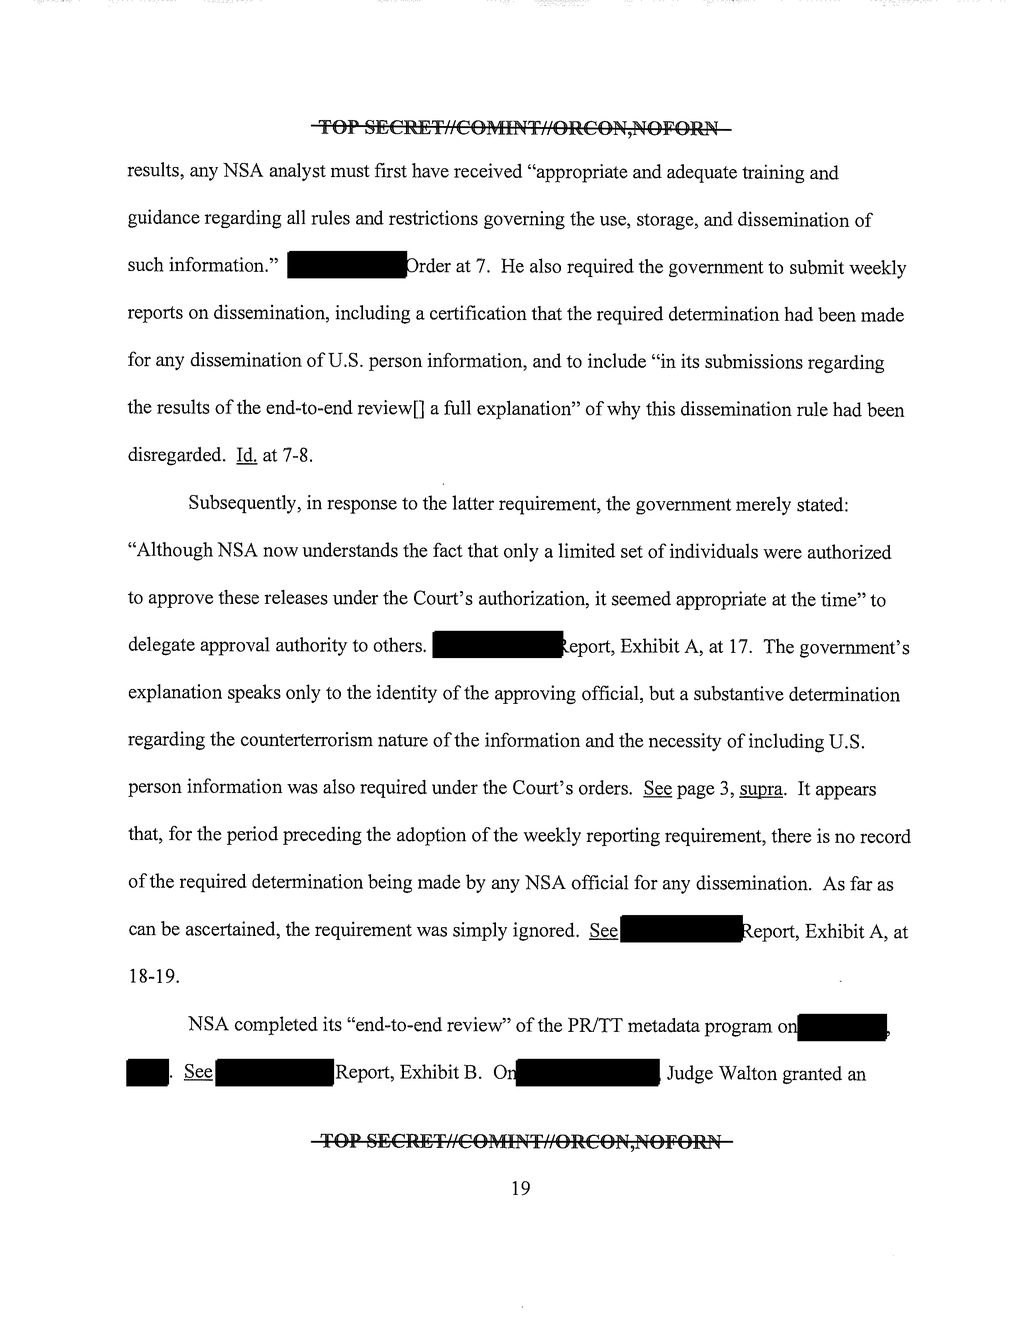 TOP SECRET//COMINT//ORCON,NOFORN
results, any NSA analyst must first have received “appropriate and adequate training and
guidance regarding all rules and restrictions governing the use, storage, and dissemination of
such information.” Order at 7. He also required the government to submit weekly
reports on dissemination, including a certification that the required determination had been made
for any dissemination of U.S. person information, and to include “in its submissions regarding
the results of the end-to-end review[] a full explanation” of why this dissemination rule had been
disregarded. Id. at 7-8.
Subsequently, in response to the latter requirement, the government merely stated:
“Although NSA now understands the fact that only a limited set of individuals were authorized
to approve these releases under the Court’s authorization, it seemed appropriate at the time” to
delegate approval authority to others. Report, Exhibit A, at 17. The government’s
explanation speaks only to the identity of the approving official, but a substantive determination
regarding the counterterrorism nature of the information and the necessity of including U.S.
person information was also required under the Court’s orders. See page 3, supra. It appears
that, for the period preceding the adoption of the weekly reporting requirement, there is no record
of the required determination being made by any NSA official for any dissemination. As far as
can be ascertained, the requirement was simply ignored. See Report, Exhibit A, at
18-19.
NSA completed its “end-to-end review” of the PR/TT metadata program on ,
. See Report, Exhibit B. On , Judge Walton granted an
TOP SECRET//COMINT//ORCON,NOFORN
19